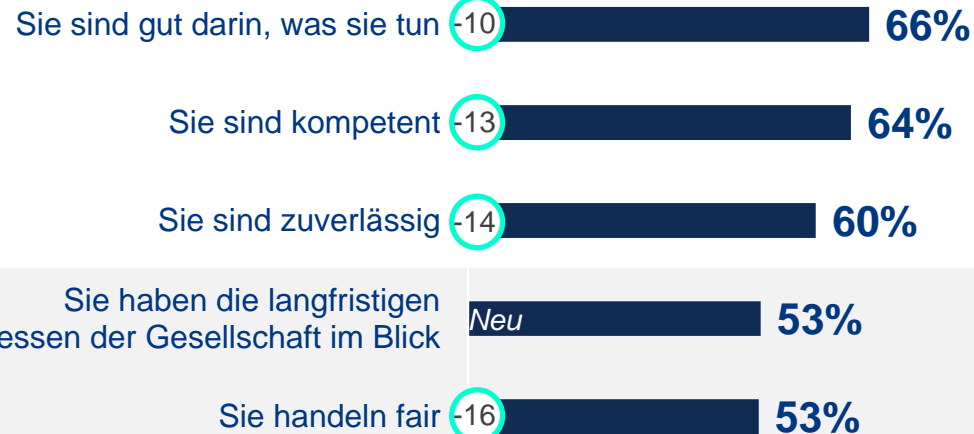 Sie sind gut darin, was sie tun -10 66%
Sie sind kompetent -13 64%
Sie sind zuverlässig -14 60%
Sie haben die langfristigen
essen der Gesellschaft im Blick Neu 53%
Sie handeln fair -16 53%